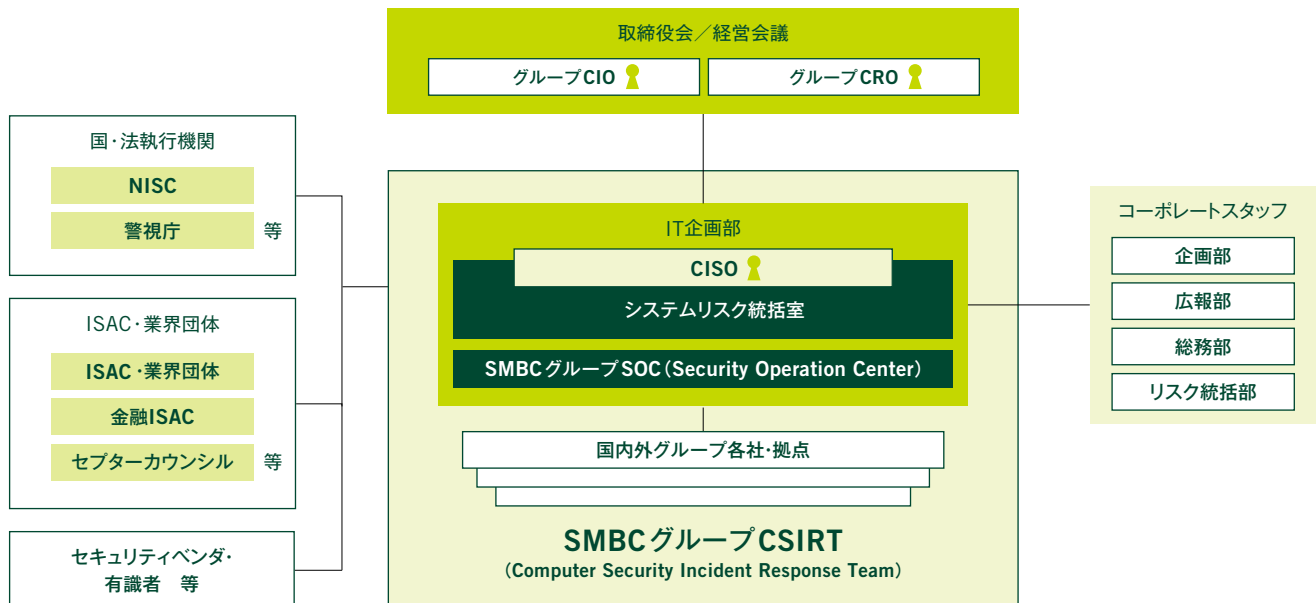 取締役会／経営会議
グループCIO
グループCRO
国・法執行機関
NISC
警視庁 等
ISAC・業界団体
ISAC・業界団体
金融ISAC
セプターカウンシル 等
セキュリティベンダ・
有識者 等
IT企画部
CISO
システムリスク統括室
SMBCグループSOC（Security Operation Center）
国内外グループ各社・拠点
SMBCグループCSIRT
（Computer Security Incident Response Team）
コーポレートスタッフ
企画部
広報部
総務部
リスク統括部